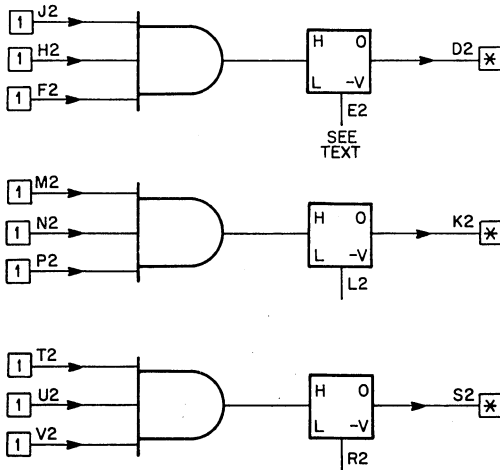 1 J2
1 H2
1 F2
H O
L -V
D2 *
E2
SEE
TEXT
1 M2
1 N2
1 P2
H O
L -V
K2 *
L2
1 T2
1 U2
1 V2
H O
L -V
S2 *
R2